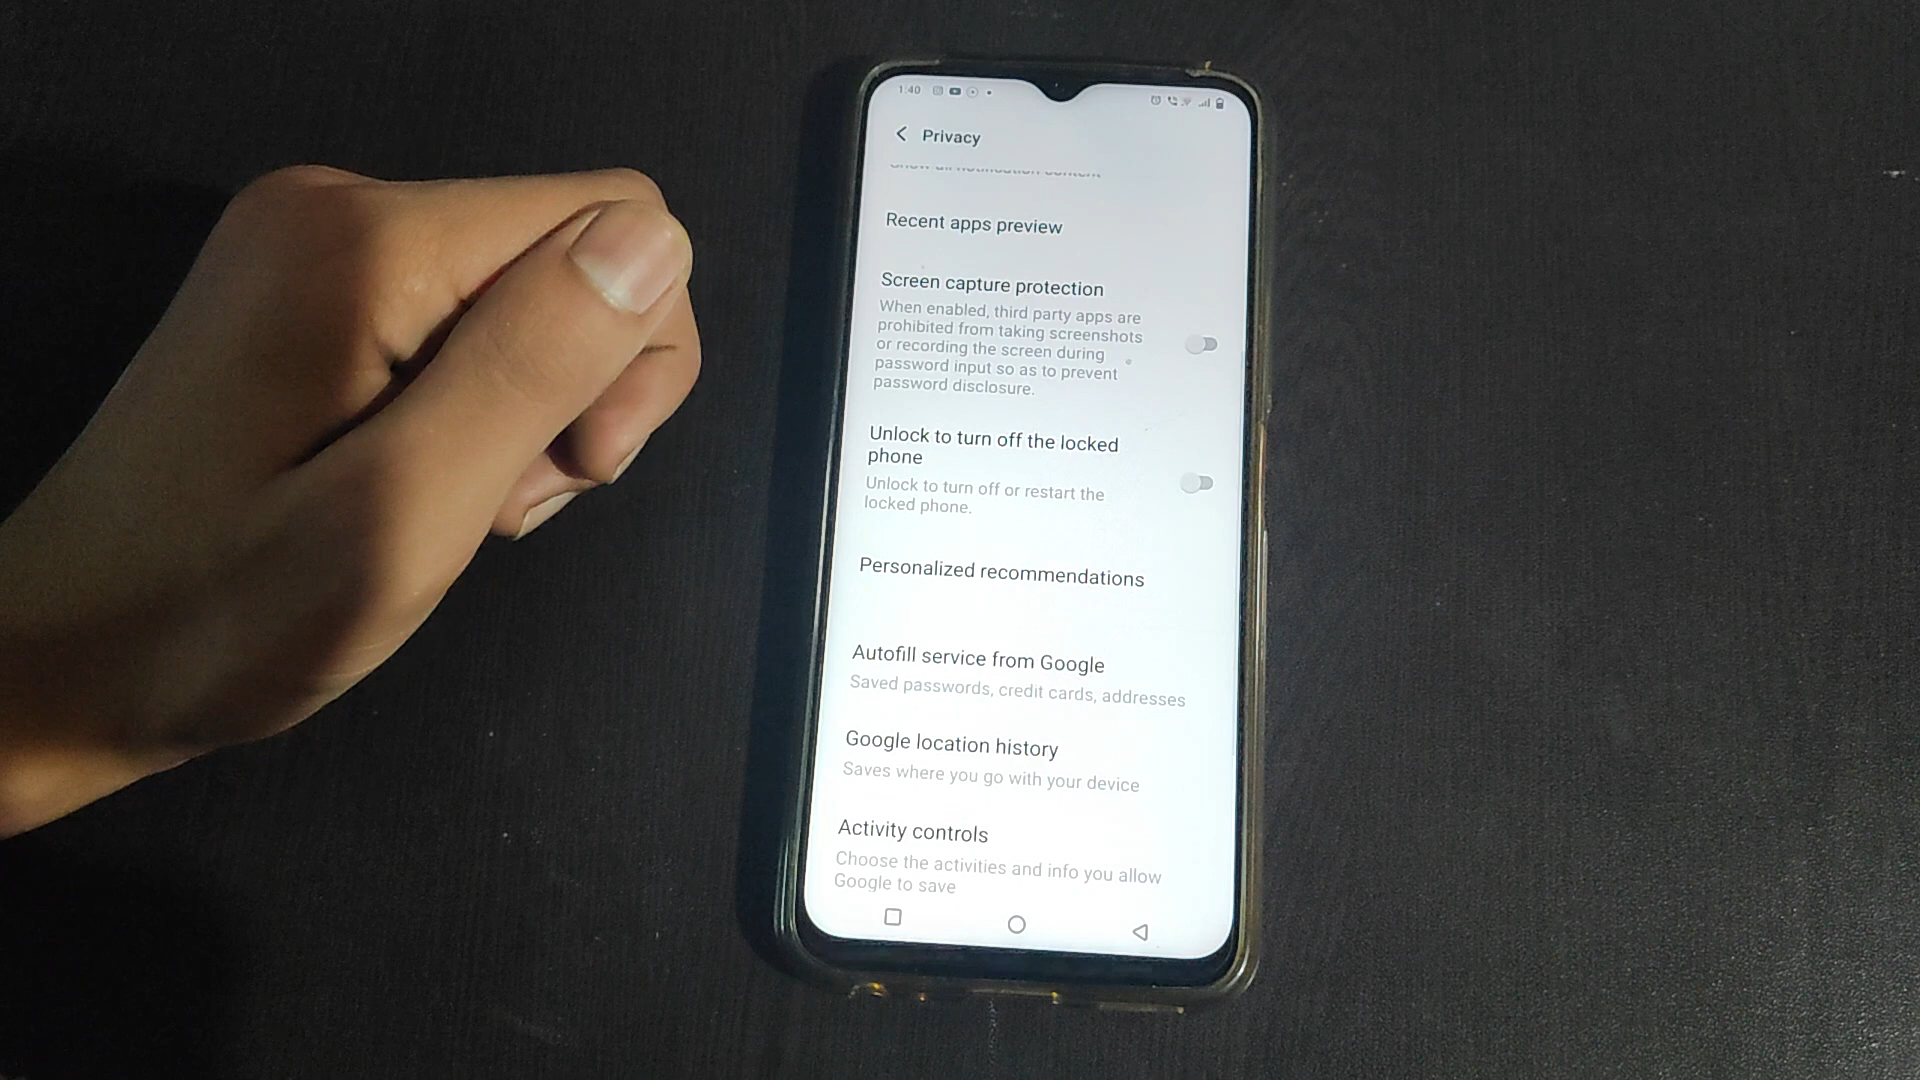 1:40
Privacy
Show all notification content
Recent apps preview
Screen capture protection
When enabled, third party apps are
prohibited from taking screenshots
or recording the screen during
password input so as to prevent
password disclosure.
Unlock to turn off the locked
phone
Unlock to turn off or restart the
locked phone.
Personalized recommendations
Autofill service from Google
Saved passwords, credit cards, addresses
Google location history
Saves where you go with your device
Activity controls
Choose the activities and info you allow
Google to save